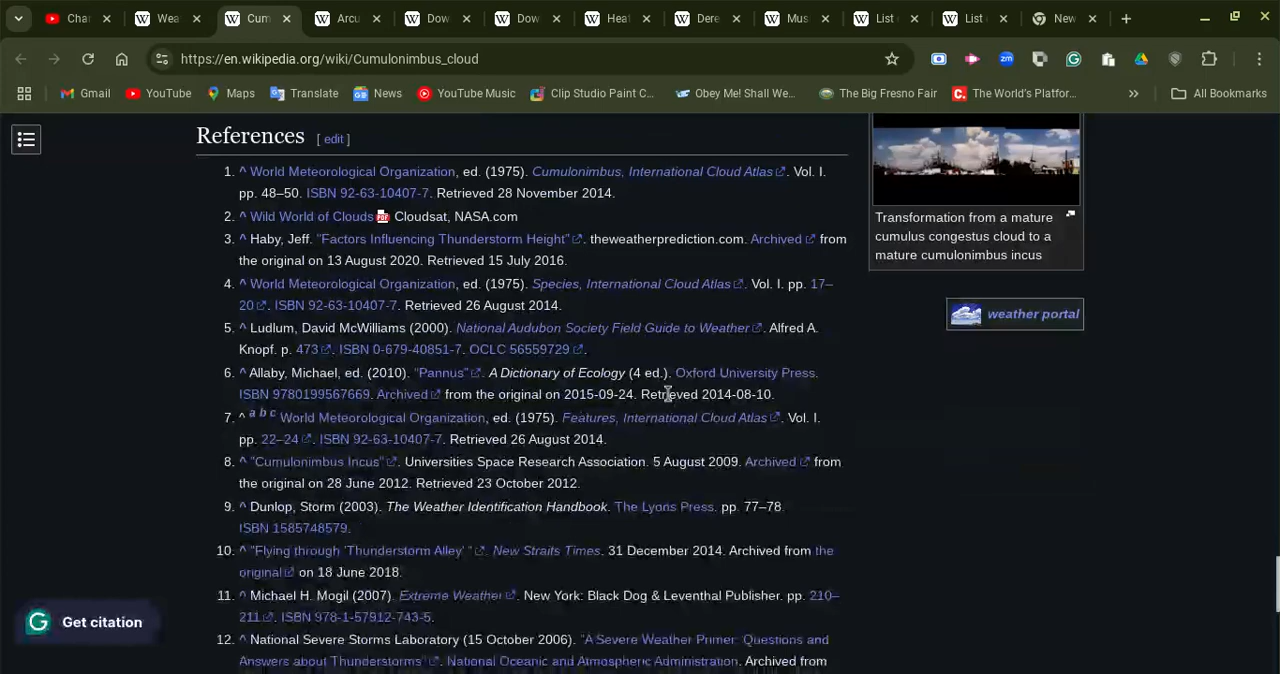 Cha
Wea
Cum
Arcu
Dow
Dow
Heat
Dere
Mus
List
List
New
https://en.wikipedia.org/wiki/Cumulonimbus_cloud
Gmail
YouTube
Maps
Translate
News
YouTube Music
Clip Studio Paint C...
Obey Me! Shall We...
The Big Fresno Fair
The World's Platfor...
All Bookmarks
References [ edit ]
1. ^ World Meteorological Organization, ed. (1975). Cumulonimbus, International Cloud Atlas. Vol. I.
pp. 48–50. ISBN 92-63-10407-7. Retrieved 28 November 2014.
2. ^ Wild World of Clouds Cloudsat, NASA.com
3. ^ Haby, Jeff. "Factors Influencing Thunderstorm Height". theweatherprediction.com. Archived from
the original on 13 August 2020. Retrieved 15 July 2016.
4. ^ World Meteorological Organization, ed. (1975). Species, International Cloud Atlas. Vol. I. pp. 17–
20. ISBN 92-63-10407-7. Retrieved 26 August 2014.
5. ^ Ludlum, David McWilliams (2000). National Audubon Society Field Guide to Weather. Alfred A.
Knopf. p. 473. ISBN 0-679-40851-7. OCLC 56559729.
6. ^ Allaby, Michael, ed. (2010). "Pannus". A Dictionary of Ecology (4 ed.). Oxford University Press.
ISBN 9780199567669. Archived from the original on 2015-09-24. Retrieved 2014-08-10.
7. ^ a b c World Meteorological Organization, ed. (1975). Features, International Cloud Atlas. Vol. I.
pp. 22–24. ISBN 92-63-10407-7. Retrieved 26 August 2014.
8. ^ "Cumulonimbus Incus". Universities Space Research Association. 5 August 2009. Archived from
the original on 28 June 2012. Retrieved 23 October 2012.
9. ^ Dunlop, Storm (2003). The Weather Identification Handbook. The Lyons Press. pp. 77–78.
ISBN 1585748579.
10. ^ "Flying through 'Thunderstorm Alley' ". New Straits Times. 31 December 2014. Archived from the
original on 18 June 2018.
11. ^ Michael H. Mogil (2007). Extreme Weather. New York: Black Dog & Leventhal Publisher. pp. 210–
211. ISBN 978-1-57912-743-5.
12. ^ National Severe Storms Laboratory (15 October 2006). "A Severe Weather Primer: Questions and
Answers about Thunderstorms". National Oceanic and Atmospheric Administration. Archived from
Transformation from a mature
cumulus congestus cloud to a
mature cumulonimbus incus
weather portal
Get citation